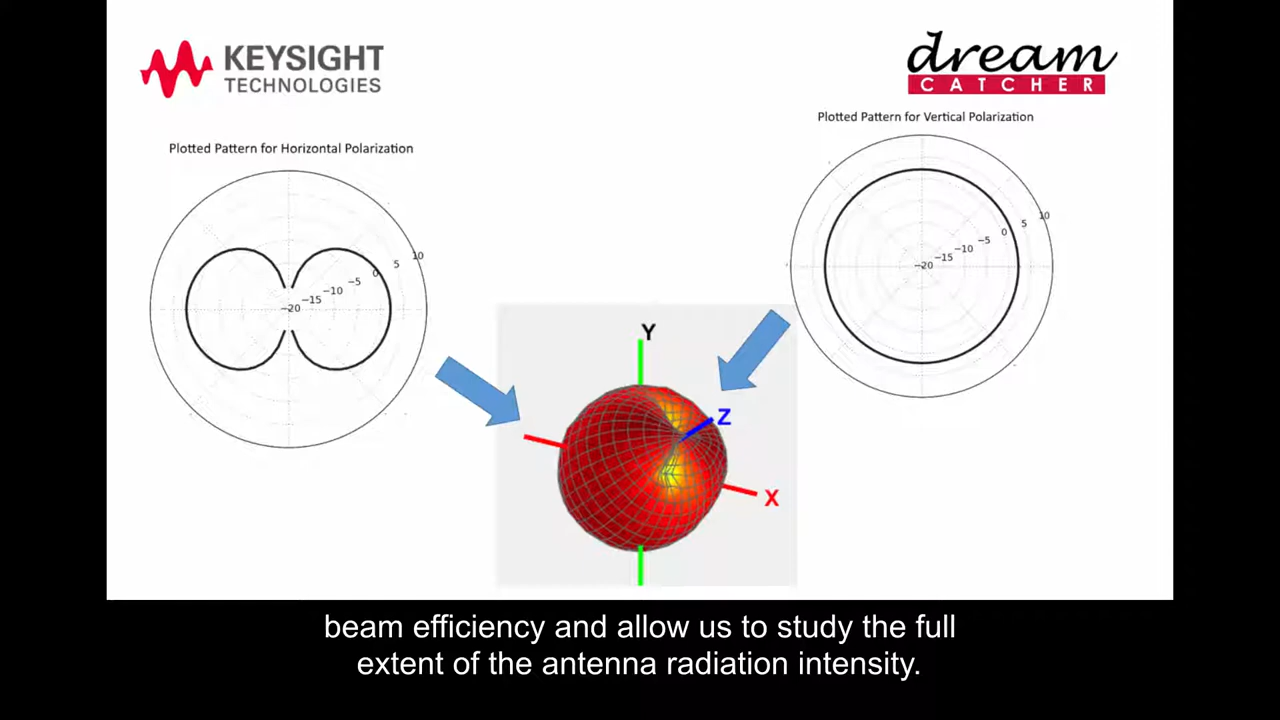 KEYSIGHT
TECHNOLOGIES
dream
CATCHER
Plotted Pattern for Vertical Polarization
Plotted Pattern for Horizontal Polarization
10
5
0
−5
−10
−15
−20
10
5
0
−5
−10
−15
−20
Y
Z
X
beam efficiency and allow us to study the full
extent of the antenna radiation intensity.